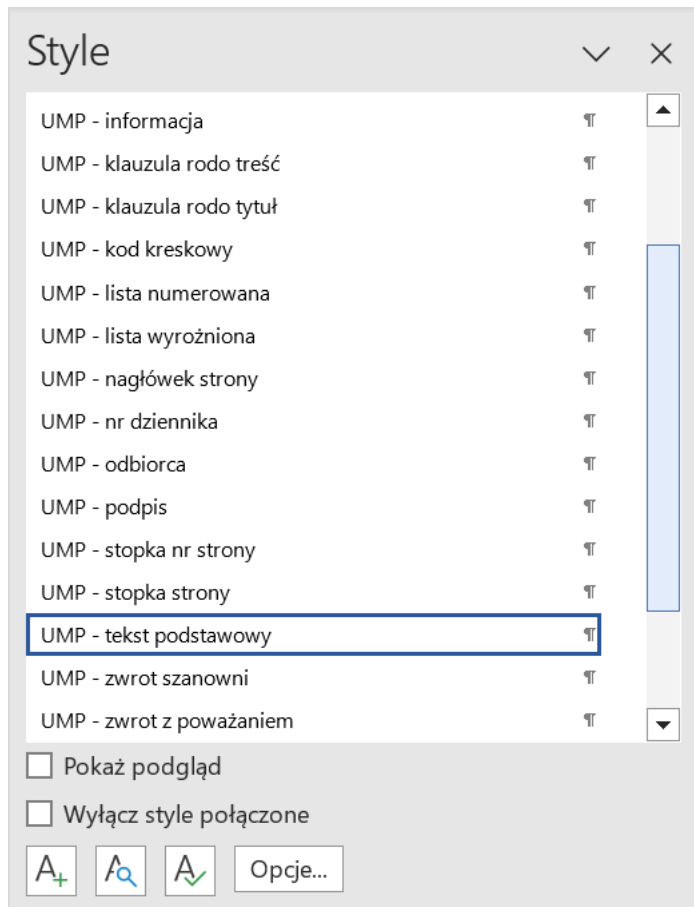 Style
UMP - informacja ¶
UMP - klauzula rodo treść ¶
UMP - klauzula rodo tytuł ¶
UMP - kod kreskowy ¶
UMP - lista numerowana ¶
UMP - lista wyrożniona ¶
UMP - nagłówek strony ¶
UMP - nr dziennika ¶
UMP - odbiorca ¶
UMP - podpis ¶
UMP - stopka nr strony ¶
UMP - stopka strony ¶
UMP - tekst podstawowy ¶
UMP - zwrot szanowni ¶
UMP - zwrot z poważaniem ¶
Pokaż podgląd
Wyłącz style połączone
Opcje...